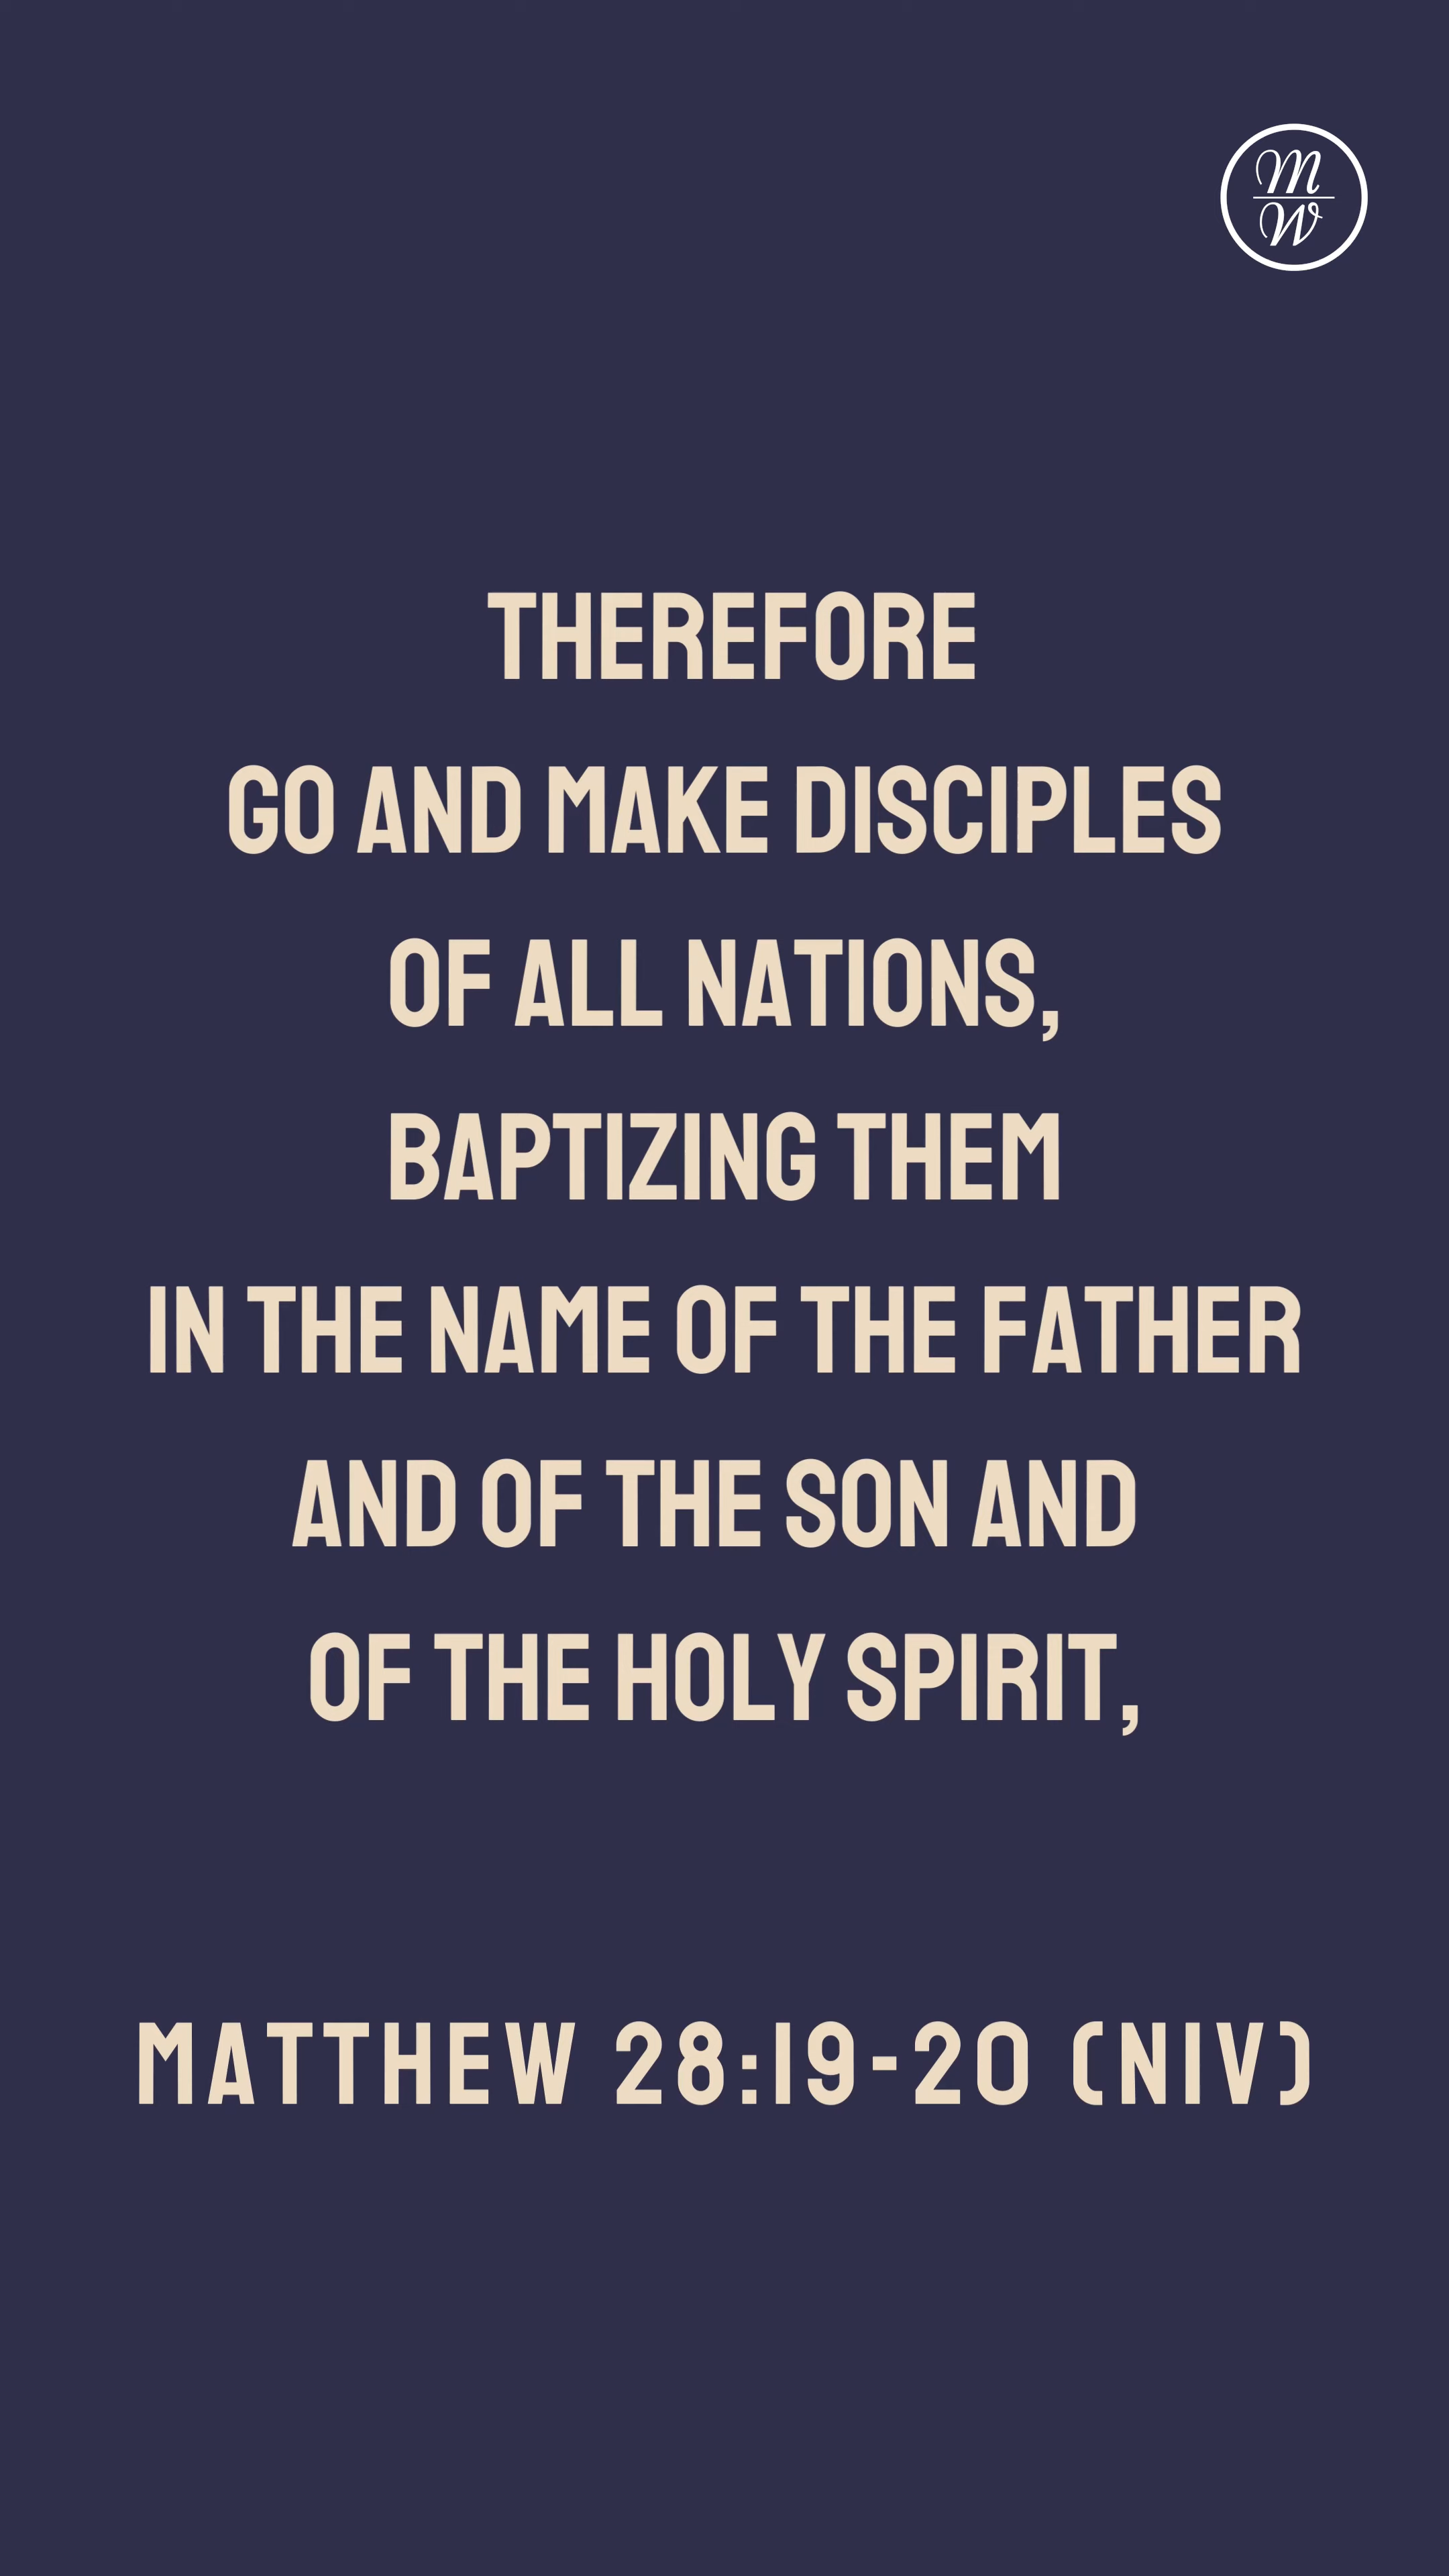 M
W
THEREFORE
GO AND MAKE DISCIPLES
OF ALL NATIONS,
BAPTIZING THEM
IN THE NAME OF THE FATHER
AND OF THE SON AND
OF THE HOLY SPIRIT,
MATTHEW 28:19-20 (NIV)